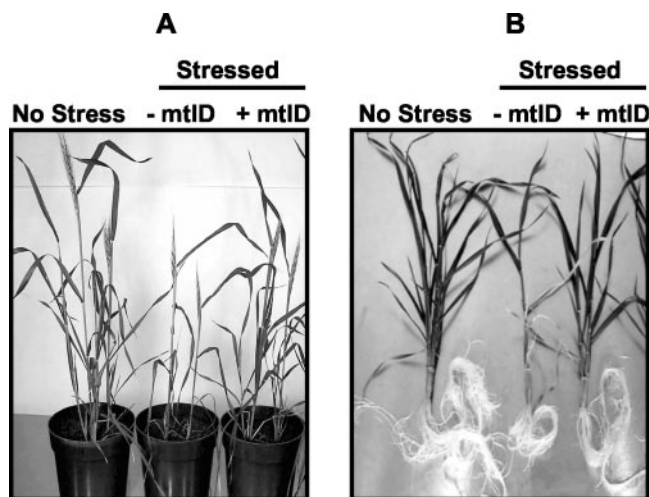 A
B
Stressed
Stressed
No Stress - mtlD + mtlD
No Stress - mtlD + mtlD